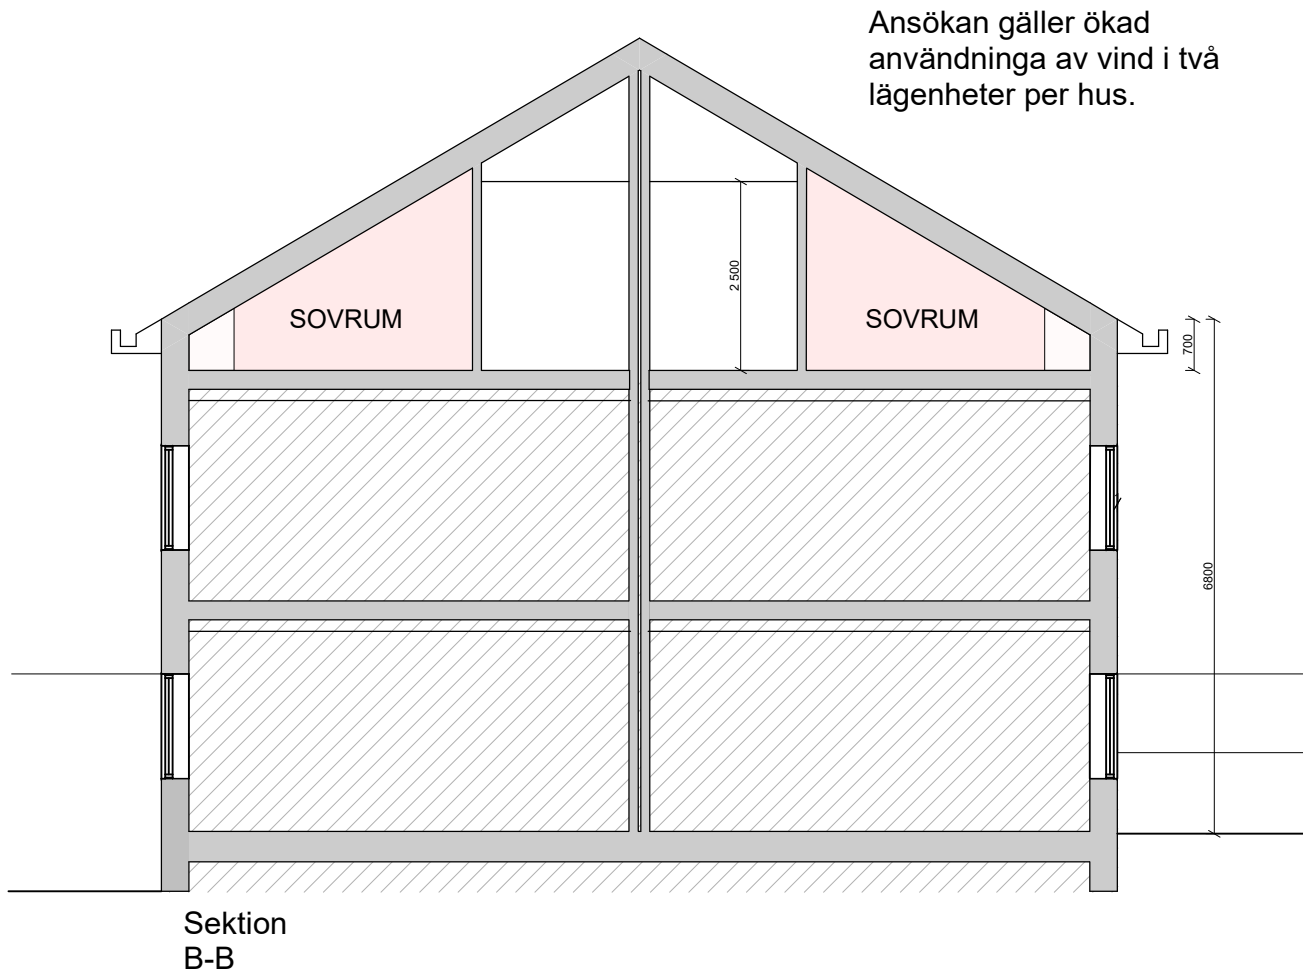 Ansökan gäller ökad
användninga av vind i två
lägenheter per hus.
2 500
SOVRUM
SOVRUM
700
6800
Sektion
B-B